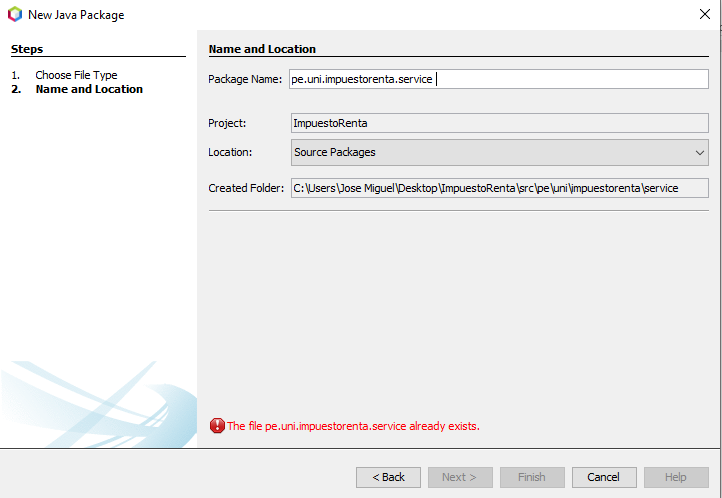 New Java Package
Steps
1. Choose File Type
2. Name and Location
Name and Location
Package Name: pe.uni.impuestorenta.service
Project: ImpuestoRenta
Location: Source Packages
Created Folder: C:\Users\Jose Miguel\Desktop\ImpuestoRenta\src\pe\uni\impuestorenta\service
The file pe.uni.impuestorenta.service already exists.
< Back Next > Finish Cancel Help